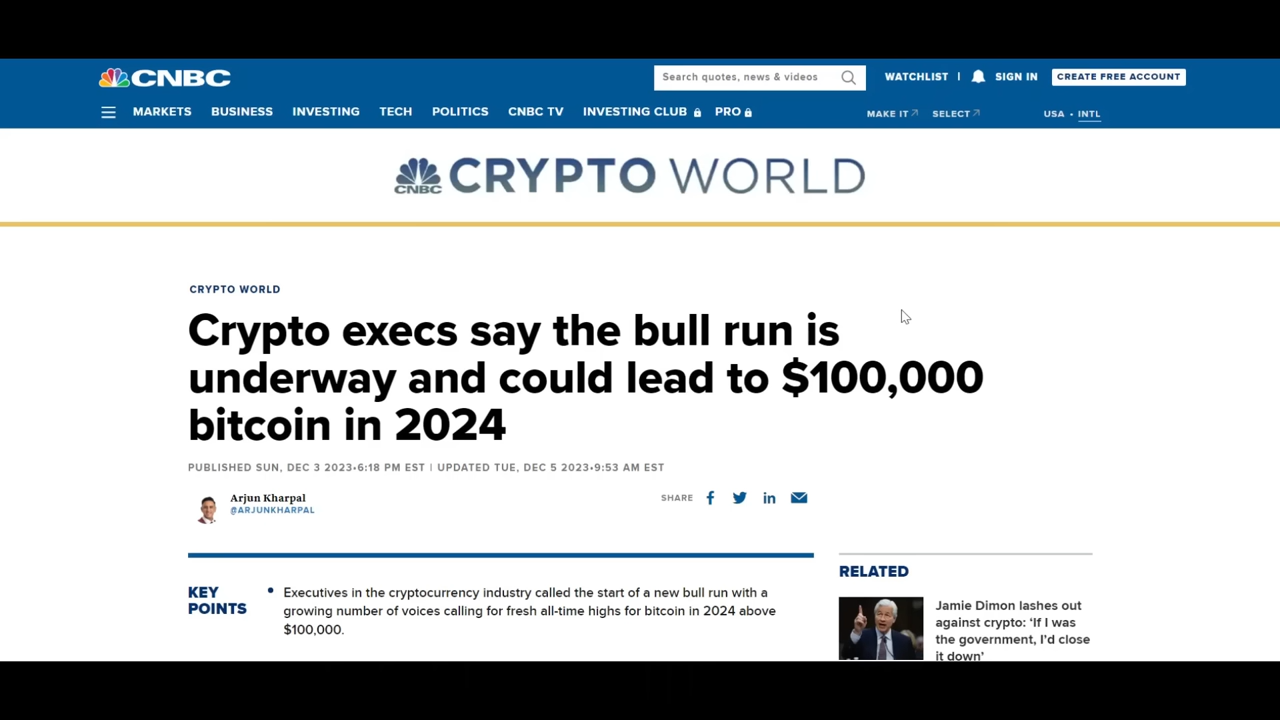 CNBC
Search quotes, news & videos
WATCHLIST | SIGN IN
CREATE FREE ACCOUNT
MARKETS BUSINESS INVESTING TECH POLITICS CNBC TV INVESTING CLUB PRO
MAKE IT SELECT USA • INTL
CNBC CRYPTO WORLD
CRYPTO WORLD
Crypto execs say the bull run is
underway and could lead to $100,000
bitcoin in 2024
PUBLISHED SUN, DEC 3 2023•6:18 PM EST | UPDATED TUE, DEC 5 2023•9:53 AM EST
Arjun Kharpal
@ARJUNKHARPAL
SHARE
KEY
POINTS
• Executives in the cryptocurrency industry called the start of a new bull run with a
growing number of voices calling for fresh all-time highs for bitcoin in 2024 above
$100,000.
RELATED
Jamie Dimon lashes out
against crypto: ‘If I was
the government, I’d close
it down’